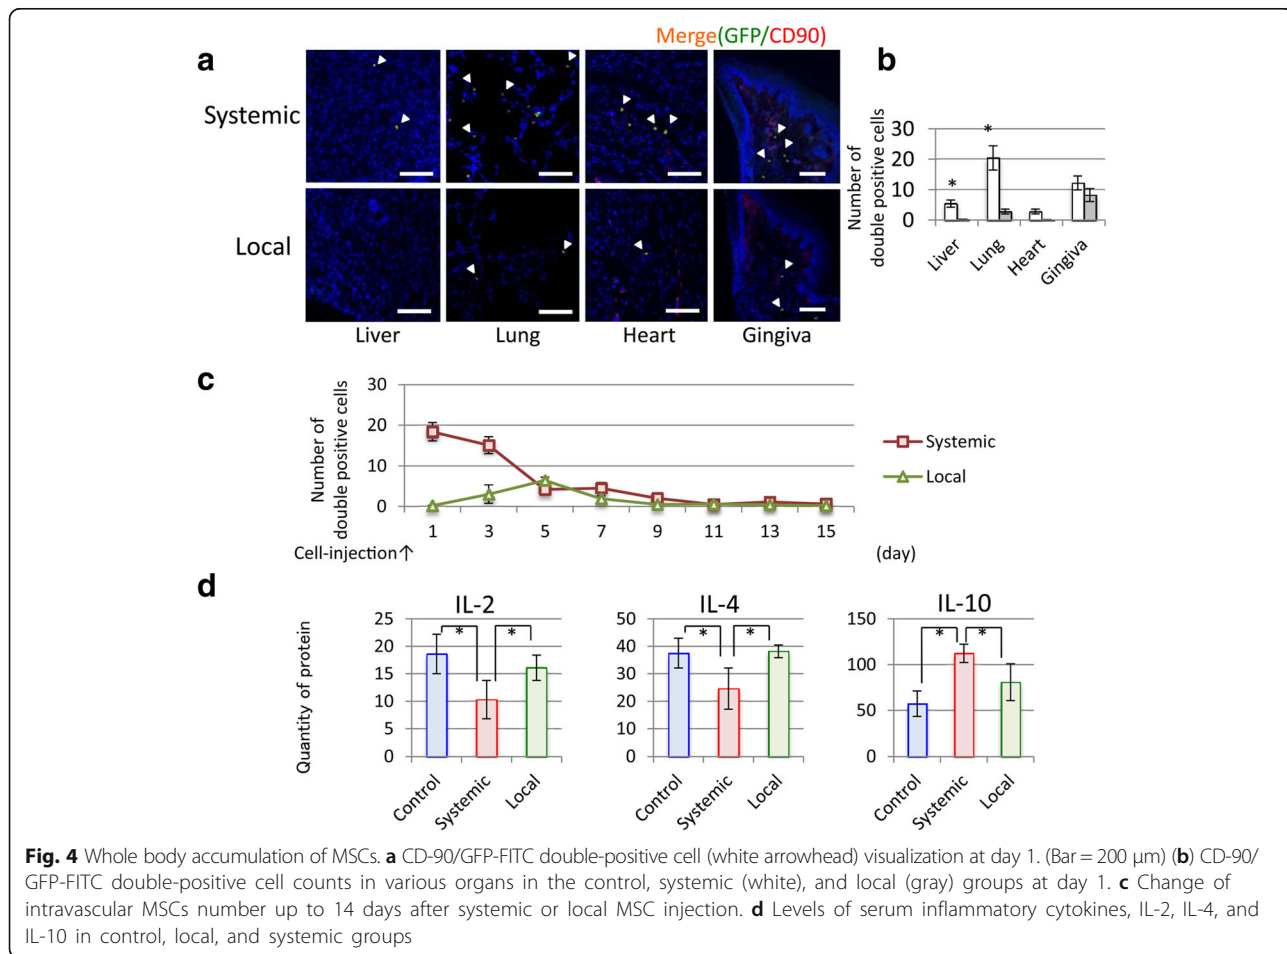 Merge(GFP/CD90)
a
b
Systemic
Local
Liver
Lung
Heart
Gingiva
Number of
double positive cells
30
20
10
0
*
*
Liver
Lung
Heart
Gingiva
c
Number of
double positive cells
30
20
10
0
1 3 5 7 9 11 13 15
Cell-injection↑
(day)
Systemic
Local
d
Quantity of protein
IL-2
25
20
15
10
5
0
* *
Control
Systemic
Local
IL-4
50
40
30
20
10
0
* *
Control
Systemic
Local
IL-10
150
100
50
0
* *
Control
Systemic
Local
Fig. 4 Whole body accumulation of MSCs. a CD-90/GFP-FITC double-positive cell (white arrowhead) visualization at day 1. (Bar = 200 μm) (b) CD-90/
GFP-FITC double-positive cell counts in various organs in the control, systemic (white), and local (gray) groups at day 1. c Change of
intravascular MSCs number up to 14 days after systemic or local MSC injection. d Levels of serum inflammatory cytokines, IL-2, IL-4, and
IL-10 in control, local, and systemic groups